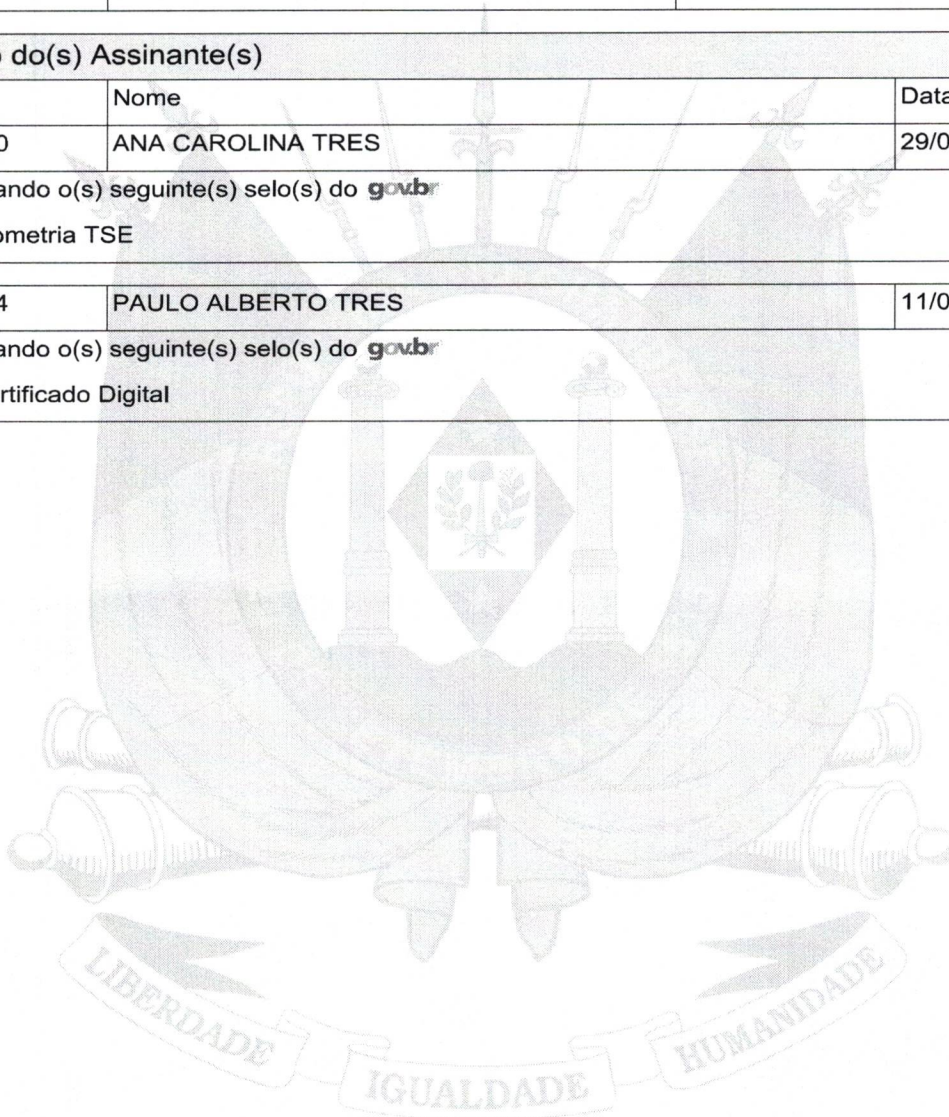 do(s) Assinante(s)
Nome Data
0 ANA CAROLINA TRES 29/0
ando o(s) seguinte(s) selo(s) do gov.br
ometria TSE
4 PAULO ALBERTO TRES 11/0
ando o(s) seguinte(s) selo(s) do gov.br
rtificado Digital
LIBERDADE IGUALDADE HUMANIDADE